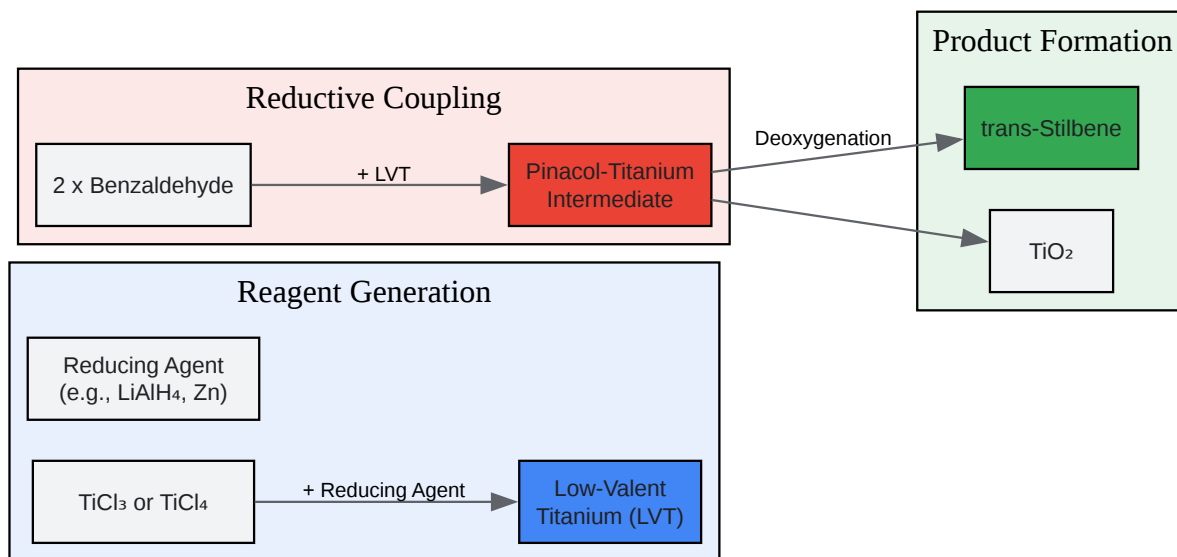 Product Formation
Reductive Coupling
trans-Stilbene
Deoxygenation
2 x Benzaldehyde
+ LVT
Pinacol-Titanium
Intermediate
TiO₂
Reagent Generation
Reducing Agent
(e.g., LiAlH₄, Zn)
TiCl₃ or TiCl₄
+ Reducing Agent
Low-Valent
Titanium (LVT)